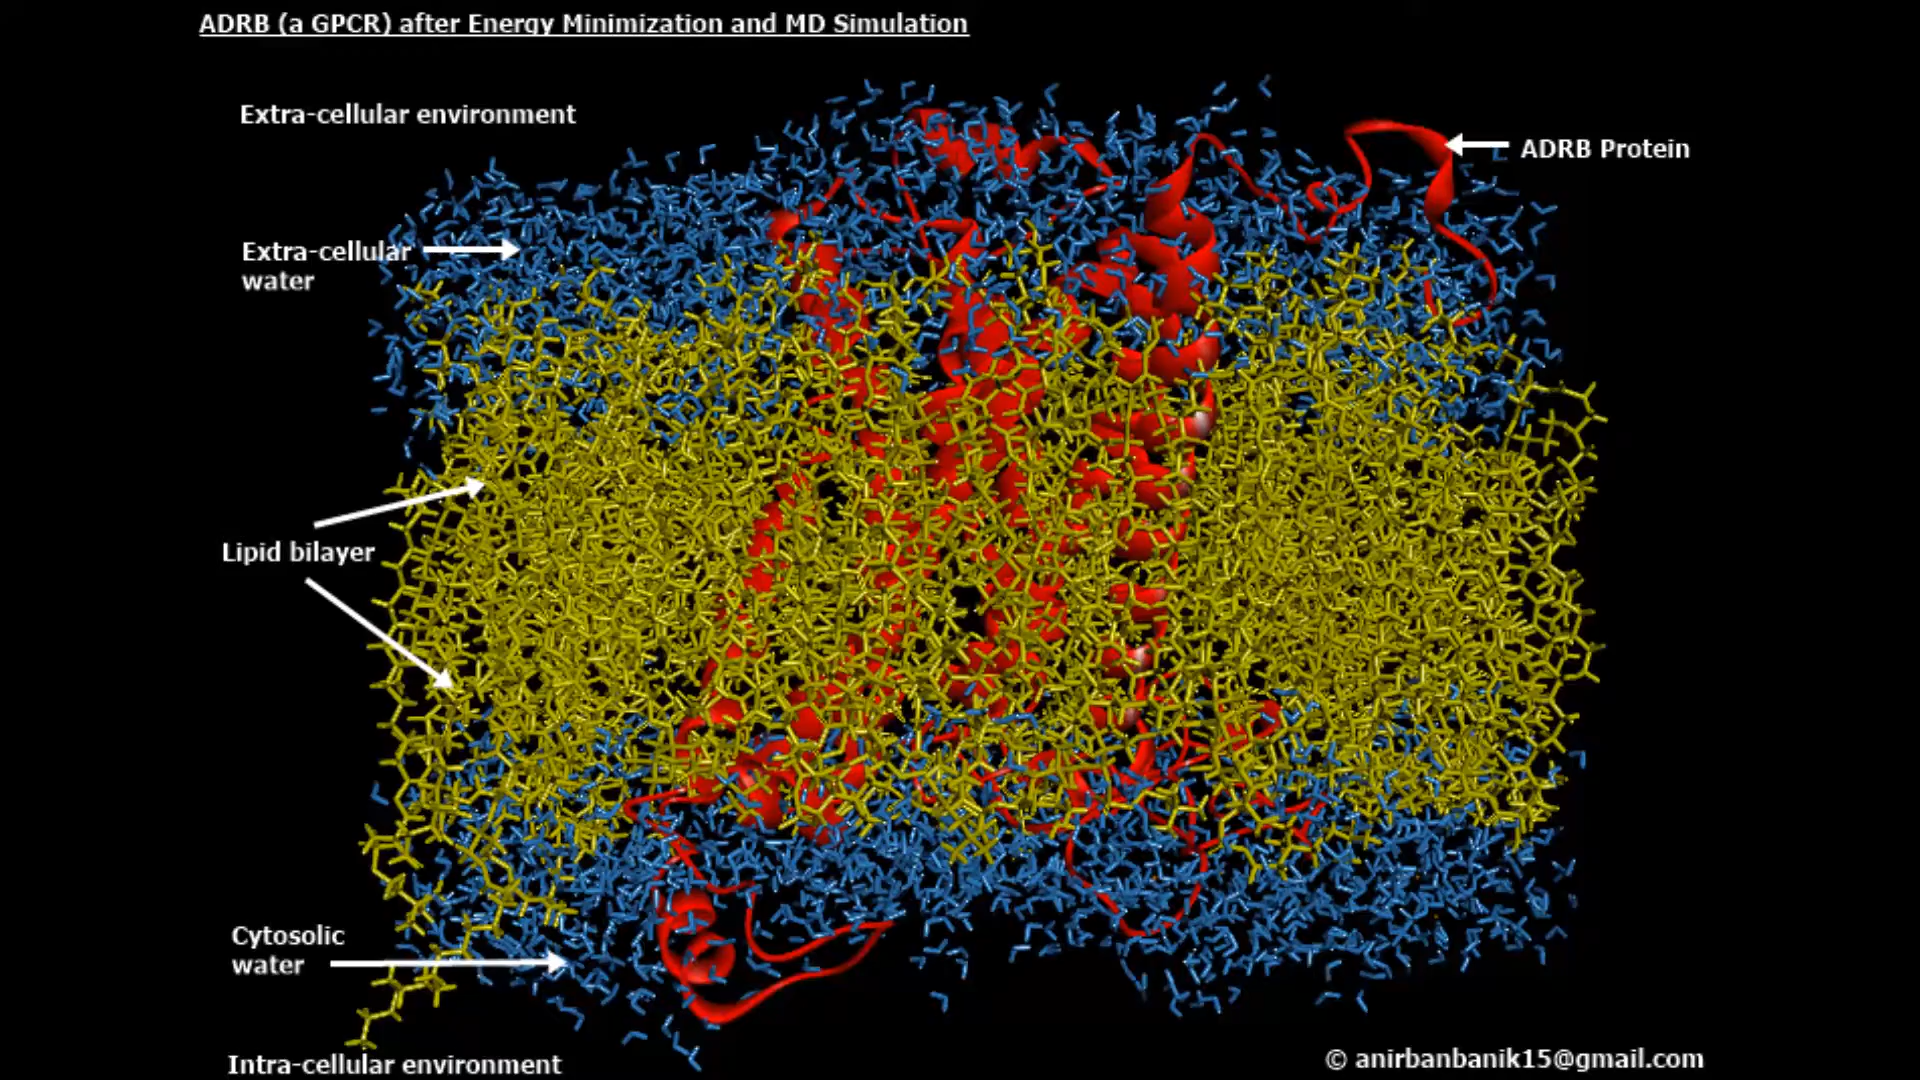 ADRB (a GPCR) after Energy Minimization and MD Simulation
Extra-cellular environment
ADRB Protein
Extra-cellular
water
Lipid bilayer
Cytosolic
water
Intra-cellular environment
© anirbanbanik15@gmail.com